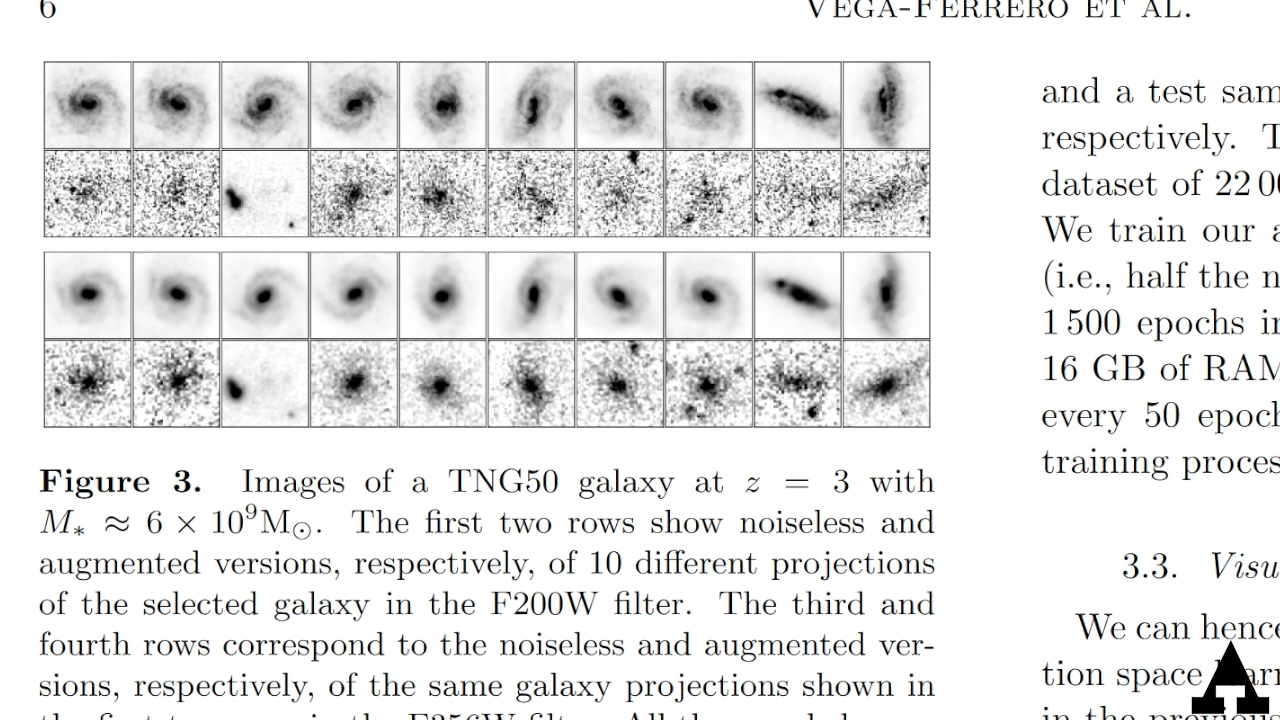 6
VEGA-FERRERO ET AL.
Figure 3. Images of a TNG50 galaxy at z = 3 with
M* ≈ 6 × 10⁹M⊙. The first two rows show noiseless and
augmented versions, respectively, of 10 different projections
of the selected galaxy in the F200W filter. The third and
fourth rows correspond to the noiseless and augmented ver-
sions, respectively, of the same galaxy projections shown in
and a test sam
respectively. T
dataset of 22 00
We train our a
(i.e., half the n
1 500 epochs in
16 GB of RAM
every 50 epoch
training proces
3.3. Visu
We can hence
tion space
in the previous